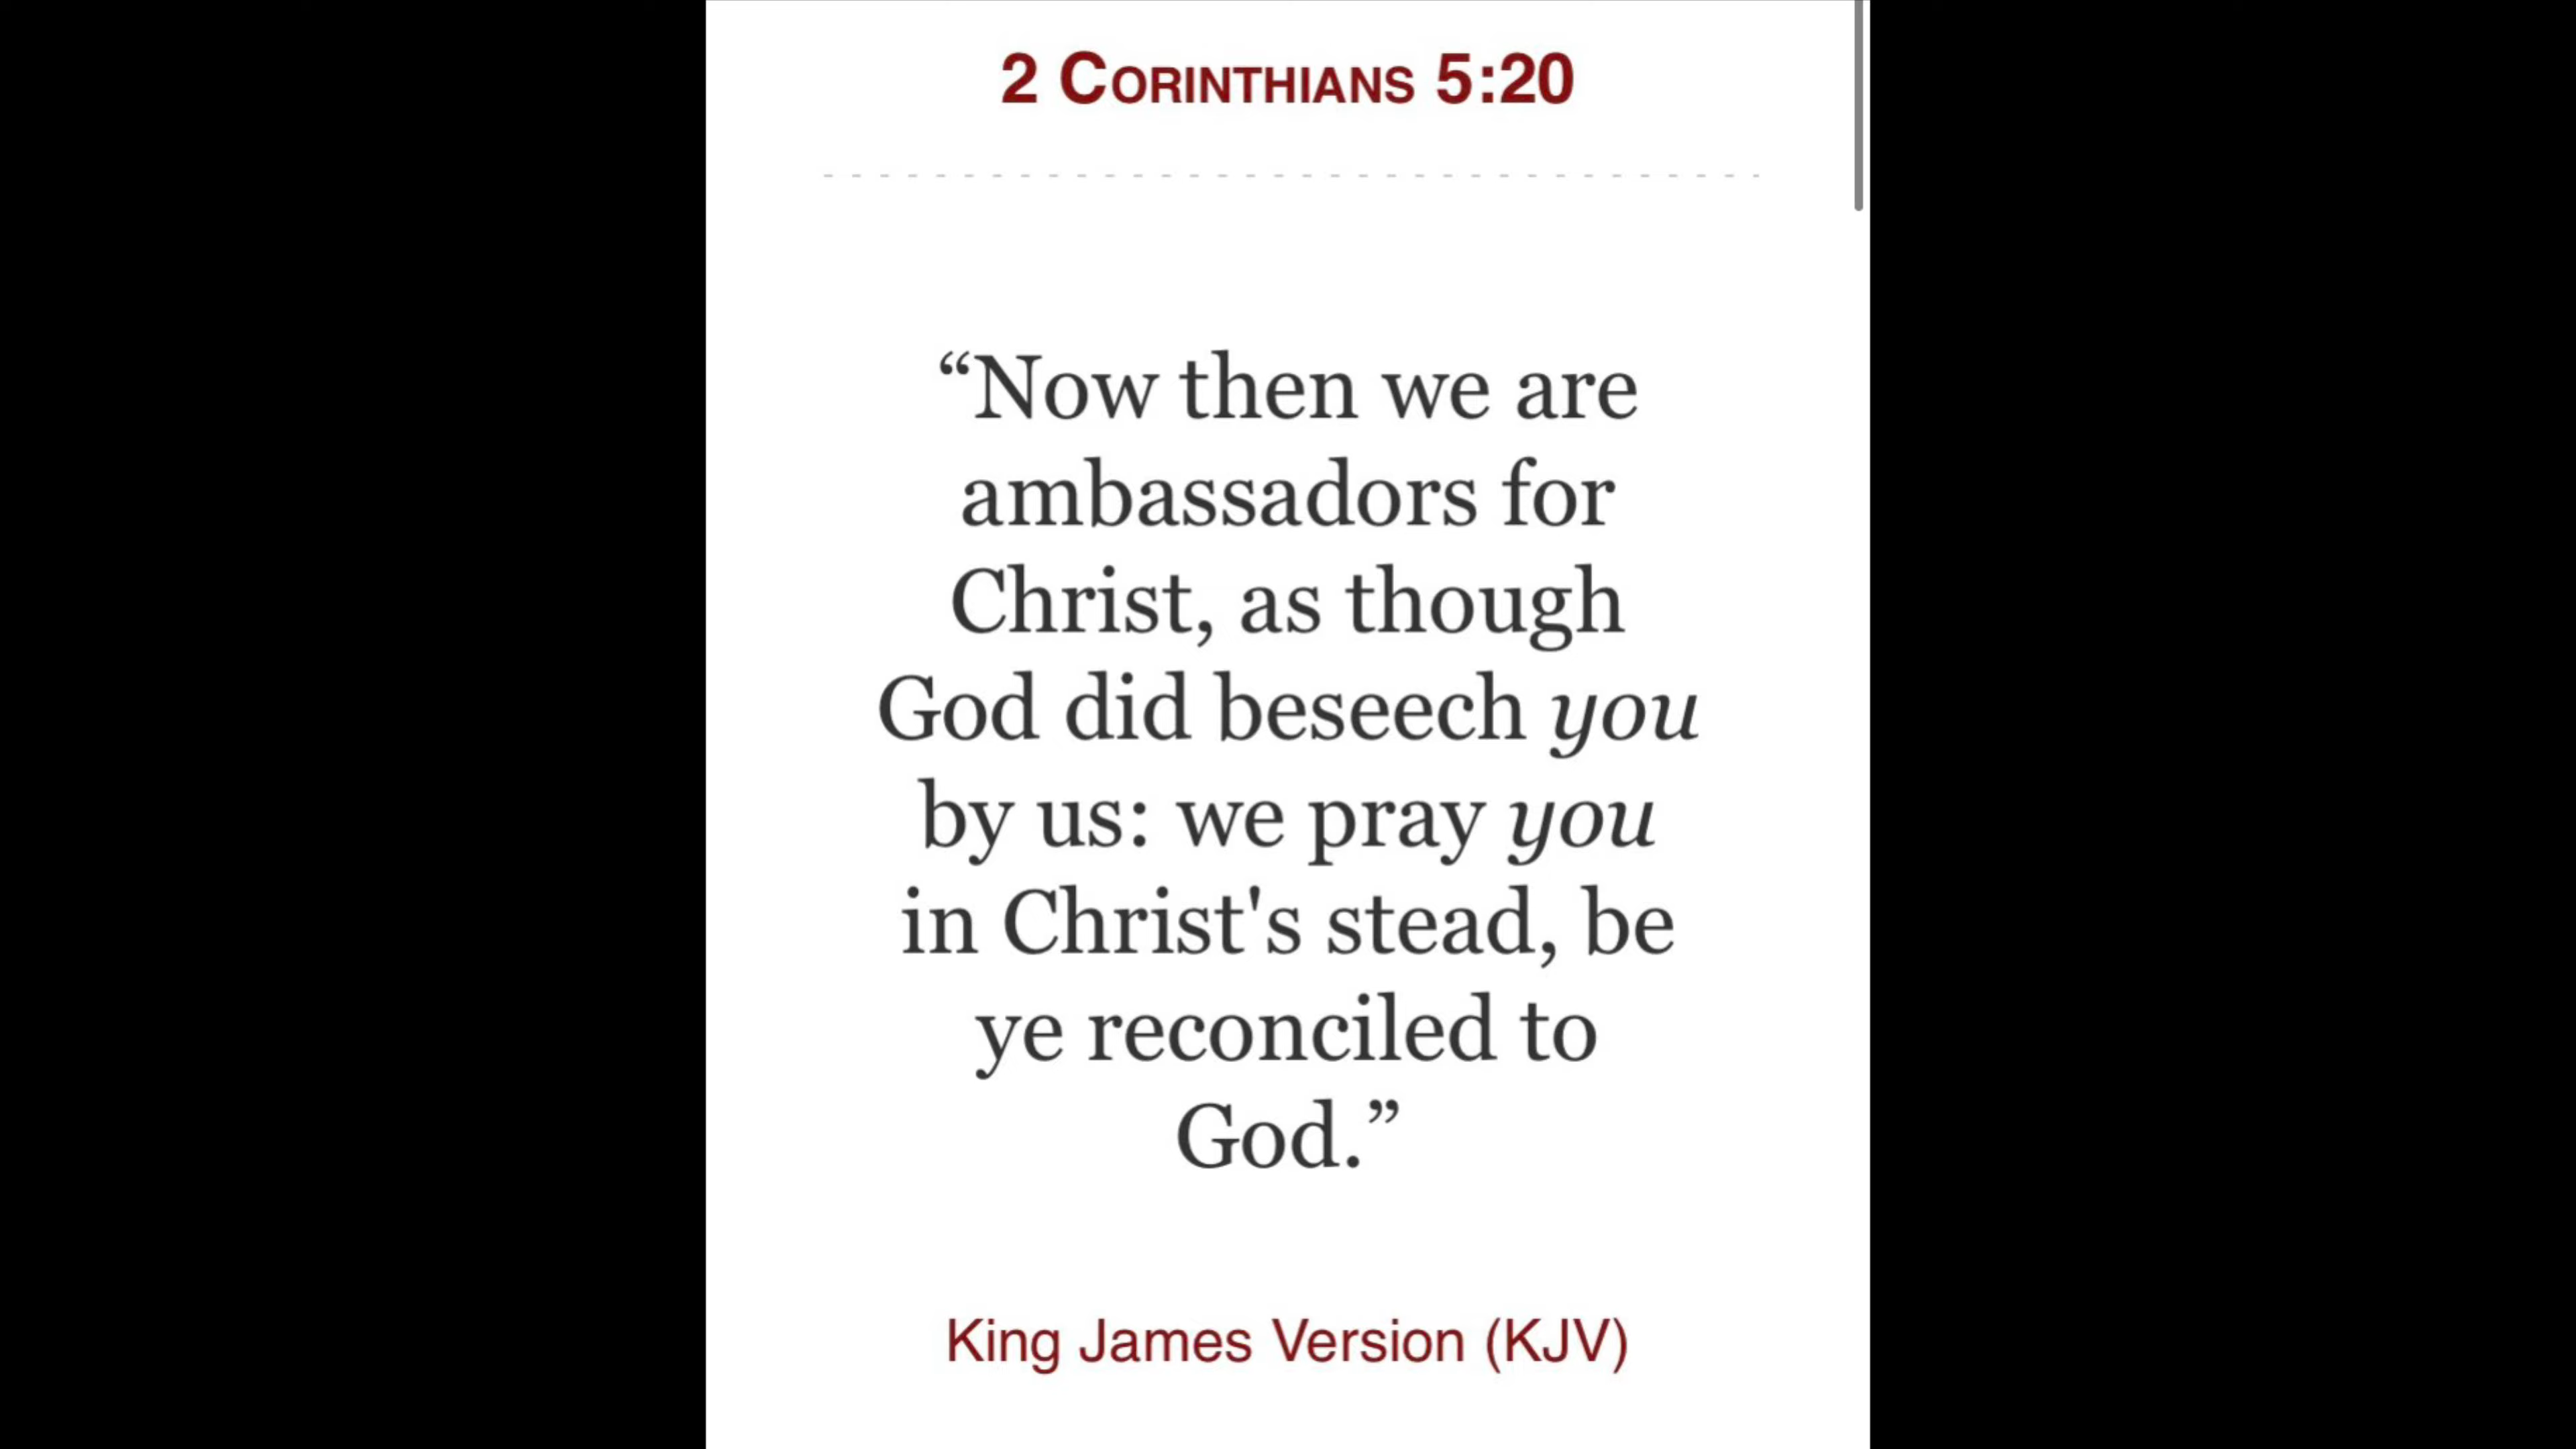 2 Corinthians 5:20
“Now then we are
ambassadors for
Christ, as though
God did beseech you
by us: we pray you
in Christ's stead, be
ye reconciled to
God.”
King James Version (KJV)